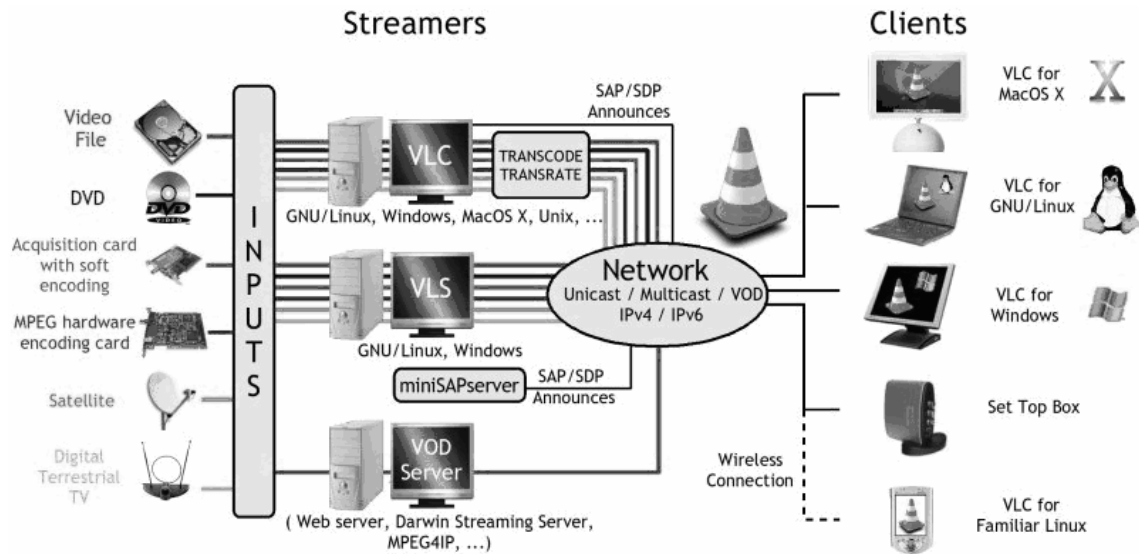 Streamers
Clients
Video
File
DVD
DVD
VIDEO
Acquisition card
with soft
encoding
MPEG hardware
encoding card
Satellite
Digital
Terrestrial
TV
INPUTS
VLC
TRANSCODE
TRANSRATE
SAP/SDP
Announces
GNU/Linux, Windows, MacOS X, Unix, ...
VLS
GNU/Linux, Windows
miniSAPserver
SAP/SDP
Announces
VOD
Server
( Web server, Darwin Streaming Server,
MPEG4IP, ...)
Network
Unicast / Multicast / VOD
IPv4 / IPv6
Wireless
Connection
VLC for
MacOS X
X
VLC for
GNU/Linux
VLC for
Windows
Set Top Box
VLC for
Familiar Linux